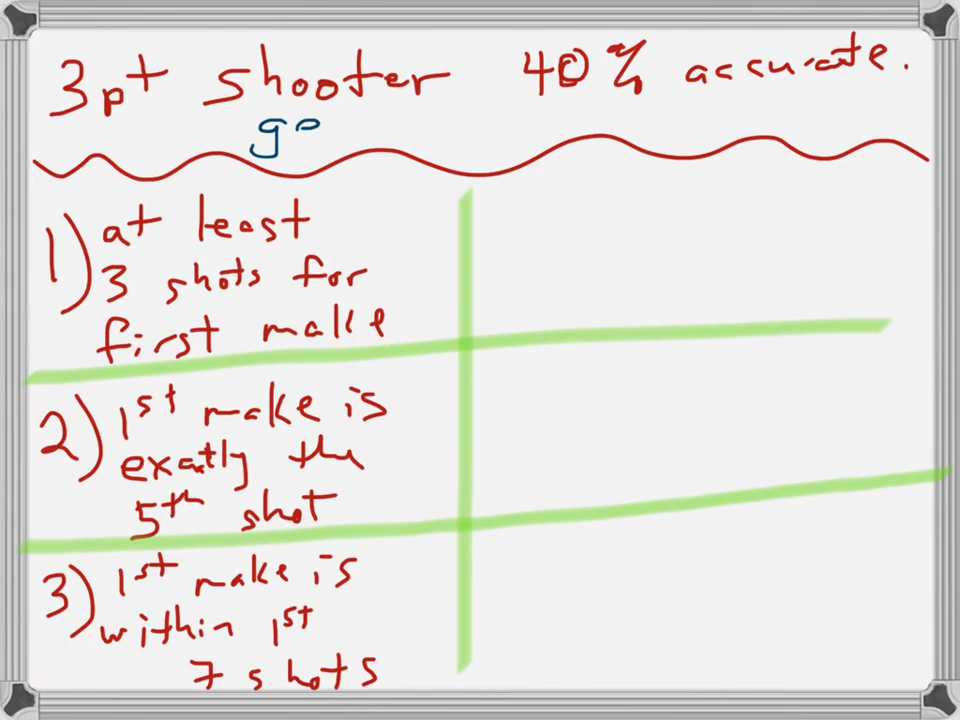 3pt shooter 40% accurate.
go
1) at least
3 shots for
first make
2) 1st make is
exactly the
5th shot
3) 1st make is
within 1st
7 shots